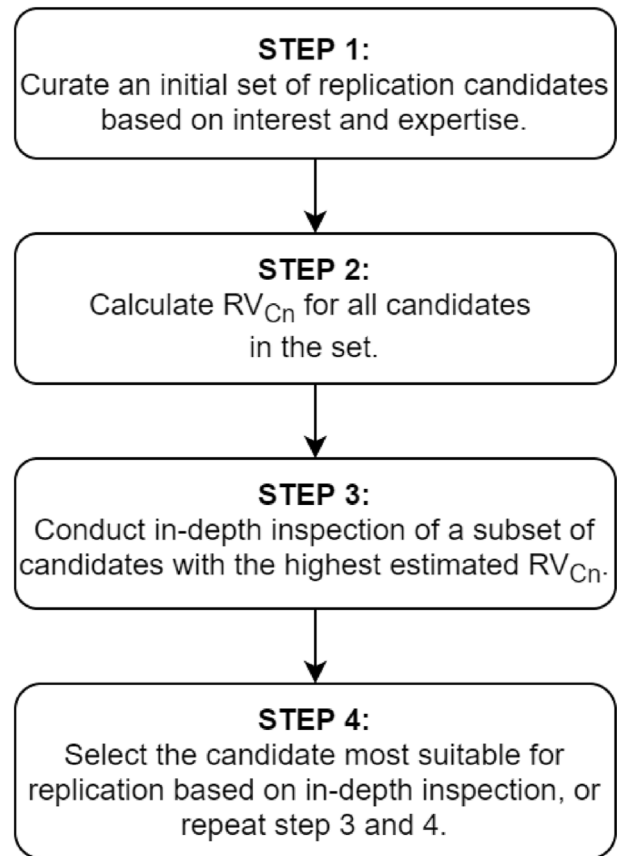 STEP 1:
Curate an initial set of replication candidates
based on interest and expertise.
STEP 2:
Calculate RVCn for all candidates
in the set.
STEP 3:
Conduct in-depth inspection of a subset of
candidates with the highest estimated RVCn.
STEP 4:
Select the candidate most suitable for
replication based on in-depth inspection, or
repeat step 3 and 4.